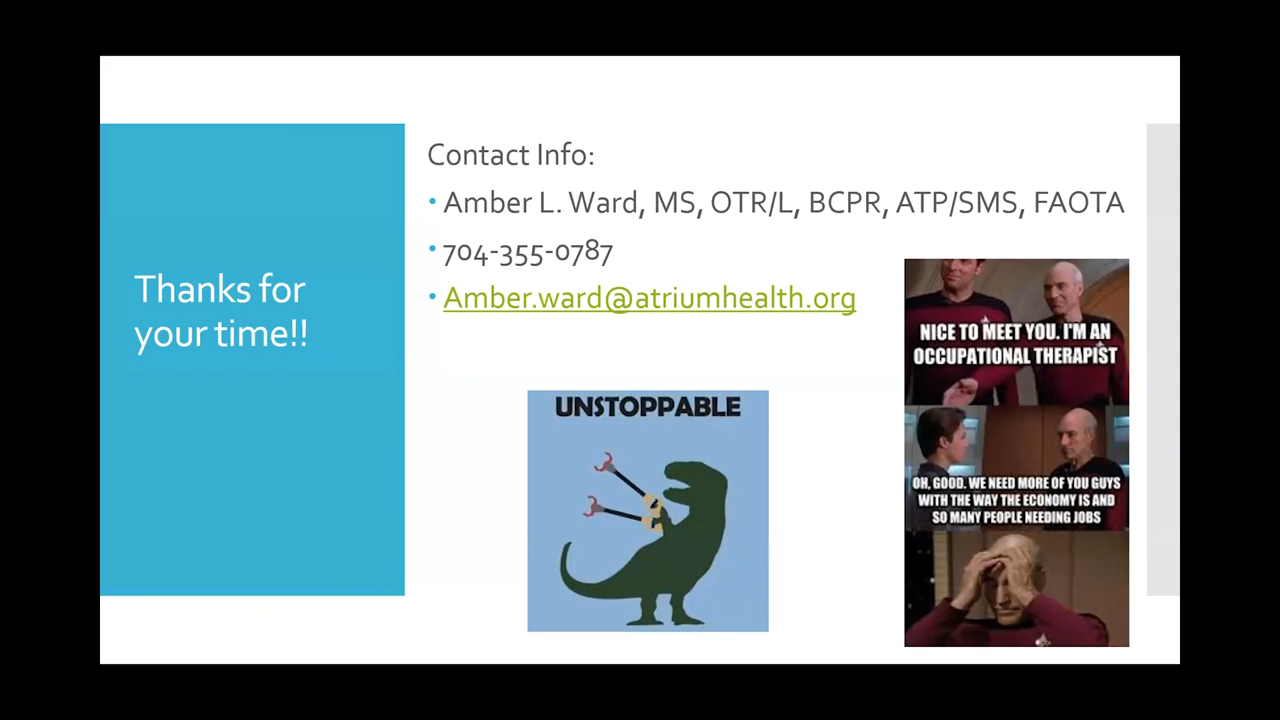 Thanks for
your time!!
Contact Info:
• Amber L. Ward, MS, OTR/L, BCPR, ATP/SMS, FAOTA
• 704-355-0787
• Amber.ward@atriumhealth.org
UNSTOPPABLE
NICE TO MEET YOU. I'M AN
OCCUPATIONAL THERAPIST
OH, GOOD. WE NEED MORE OF YOU GUYS
WITH THE WAY THE ECONOMY IS AND
SO MANY PEOPLE NEEDING JOBS